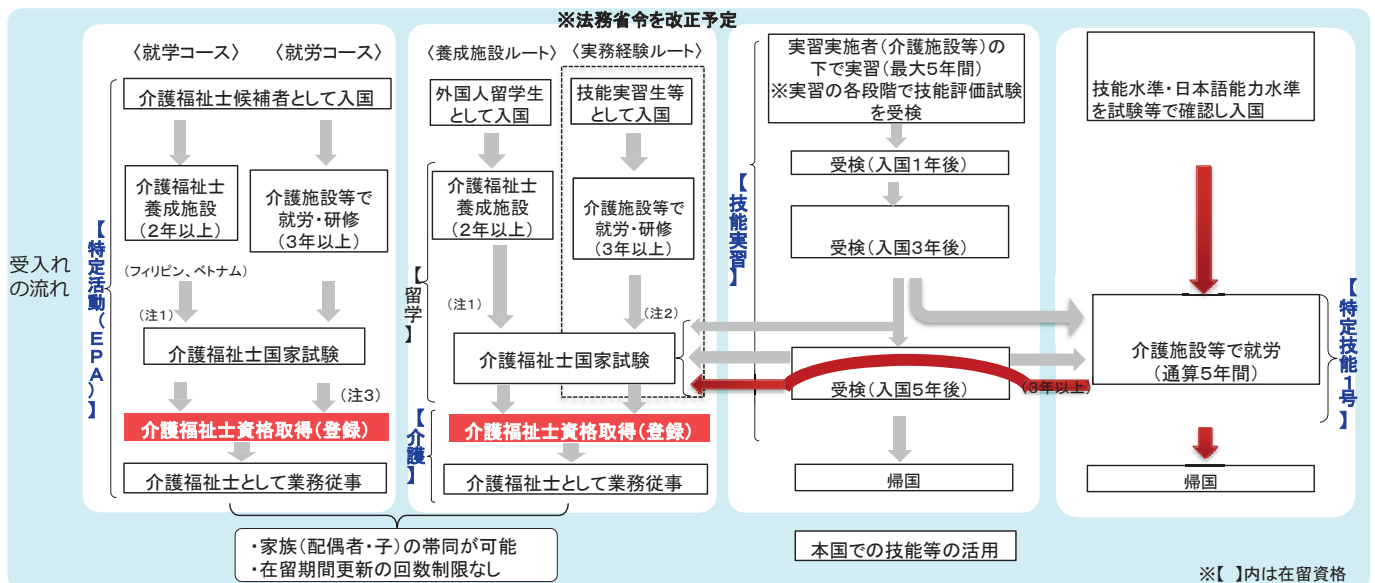 ※法務省令を改正予定
受入れ
の流れ
【特定活動(EPA)】
〈就学コース〉
〈就労コース〉
介護福祉士候補者として入国
介護福祉士
養成施設
(2年以上)
介護施設等で
就労・研修
(3年以上)
(フィリピン、ベトナム)
(注1)
介護福祉士国家試験
(注3)
介護福祉士資格取得(登録)
介護福祉士として業務従事
〈養成施設ルート〉
〈実務経験ルート〉
外国人留学生
として入国
技能実習生等
として入国
【留学】
介護福祉士
養成施設
(2年以上)
介護施設等で
就労・研修
(3年以上)
(注1)
(注2)
介護福祉士国家試験
【介護】
介護福祉士資格取得(登録)
介護福祉士として業務従事
・家族(配偶者・子)の帯同が可能
・在留期間更新の回数制限なし
【技能実習】
実習実施者(介護施設等)の
下で実習(最大5年間)
※実習の各段階で技能評価試験
を受検
受検(入国1年後)
受検(入国3年後)
受検(入国5年後)
帰国
本国での技能等の活用
技能水準・日本語能力水準
を試験等で確認し入国
介護施設等で就労
(通算5年間)
(3年以上)
【特定技能1号】
帰国
※【 】内は在留資格